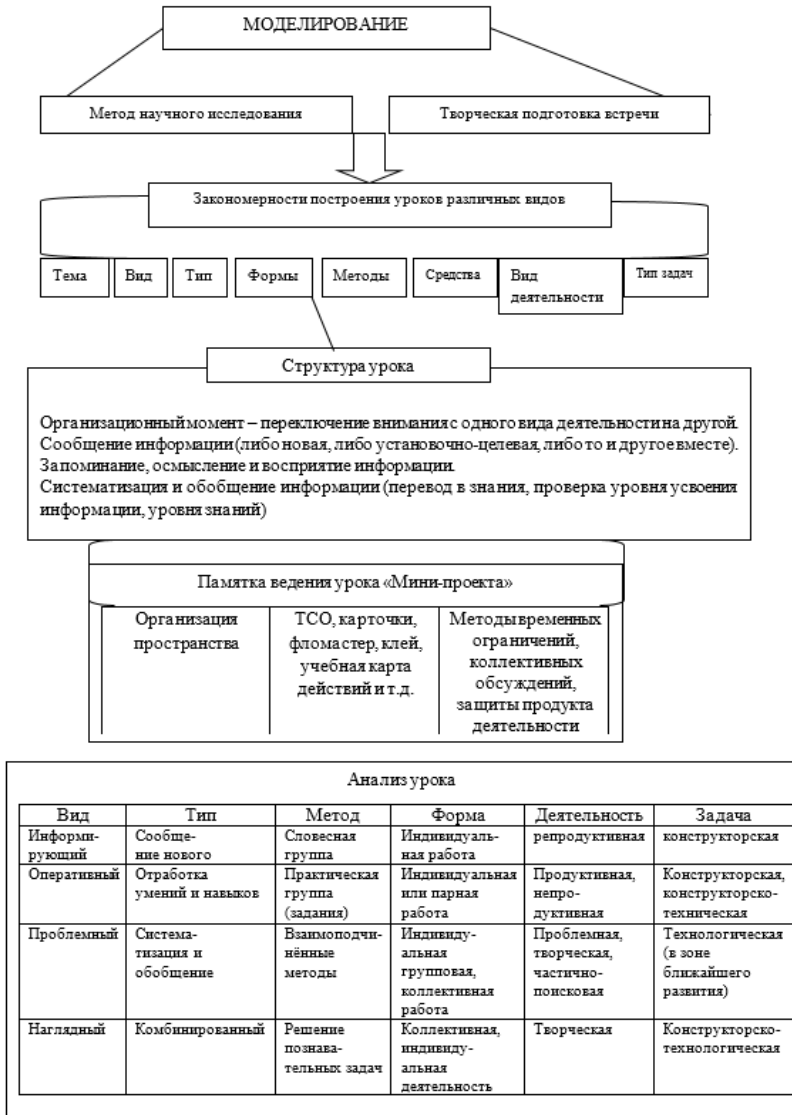 МОДЕЛИРОВАНИЕ
Метод научного исследования
Творческая подготовка встречи
Закономерности построения уроков различных видов
Тема
Вид
Тип
Формы
Методы
Средства
Вид
деятельности
Тип задач
Структура урока
Организационный момент – переключение внимания с одного вида деятельности на другой.
Сообщение информации (либо новая, либо установочно-целевая, либо то и другое вместе).
Запоминание, осмысление и восприятие информации.
Систематизация и обобщение информации (перевод в знания, проверка уровня усвоения
информации, уровня знаний)
Памятка ведения урока «Мини-проекта»
Организация
пространства
ТСО, карточки,
фломастер, клей,
учебная карта
действий и т.д.
Методы временных
ограничений,
коллективных
обсуждений,
защиты продукта
деятельности
Анализ урока
Вид
Тип
Метод
Форма
Деятельность
Задача
Информи-
рующий
Сообще-
ние нового
Словесная
группа
Индивидуаль-
ная работа
репродуктивная
конструкторская
Оперативный
Отработка
умений и навыков
Практическая
группа
(задания)
Индивидуальная
или парная
работа
Продуктивная,
непро-
дуктивная
Конструкторская,
конструкторско-
техническая
Проблемный
Система-
тизация и
обобщение
Взаимоподчи-
нённые
методы
Индивиду-
альная
групповая,
коллективная
работа
Проблемная,
творческая,
частично-
поисковая
Технологическая
(в зоне
ближайшего
развития)
Наглядный
Комбинированный
Решение
познава-
тельных задач
Коллективная,
индивиду-
альная
деятельность
Творческая
Конструкторско-
технологическая